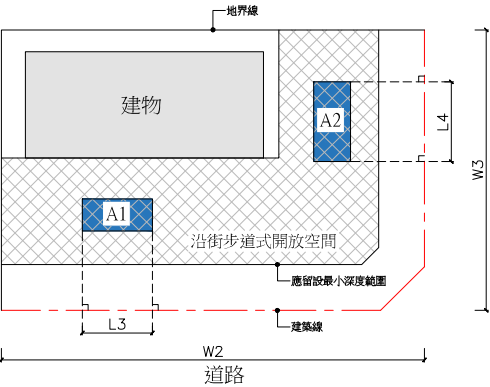 地界線
建物
A2
L4
W3
A1
沿街步道式開放空間
應留設最小深度範圍
L3
建築線
W2
道路